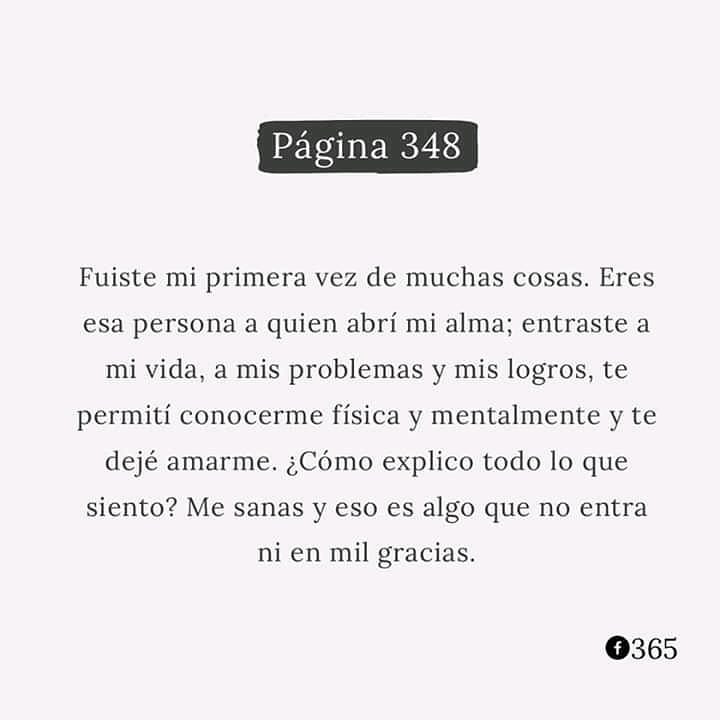 Página 348
Fuiste mi primera vez de muchas cosas. Eres
esa persona a quien abrí mi alma; entraste a
mi vida, a mis problemas y mis logros, te
permití conocerme física y mentalmente y te
dejé amarme. ¿Cómo explico todo lo que
siento? Me sanas y eso es algo que no entra
ni en mil gracias.
365